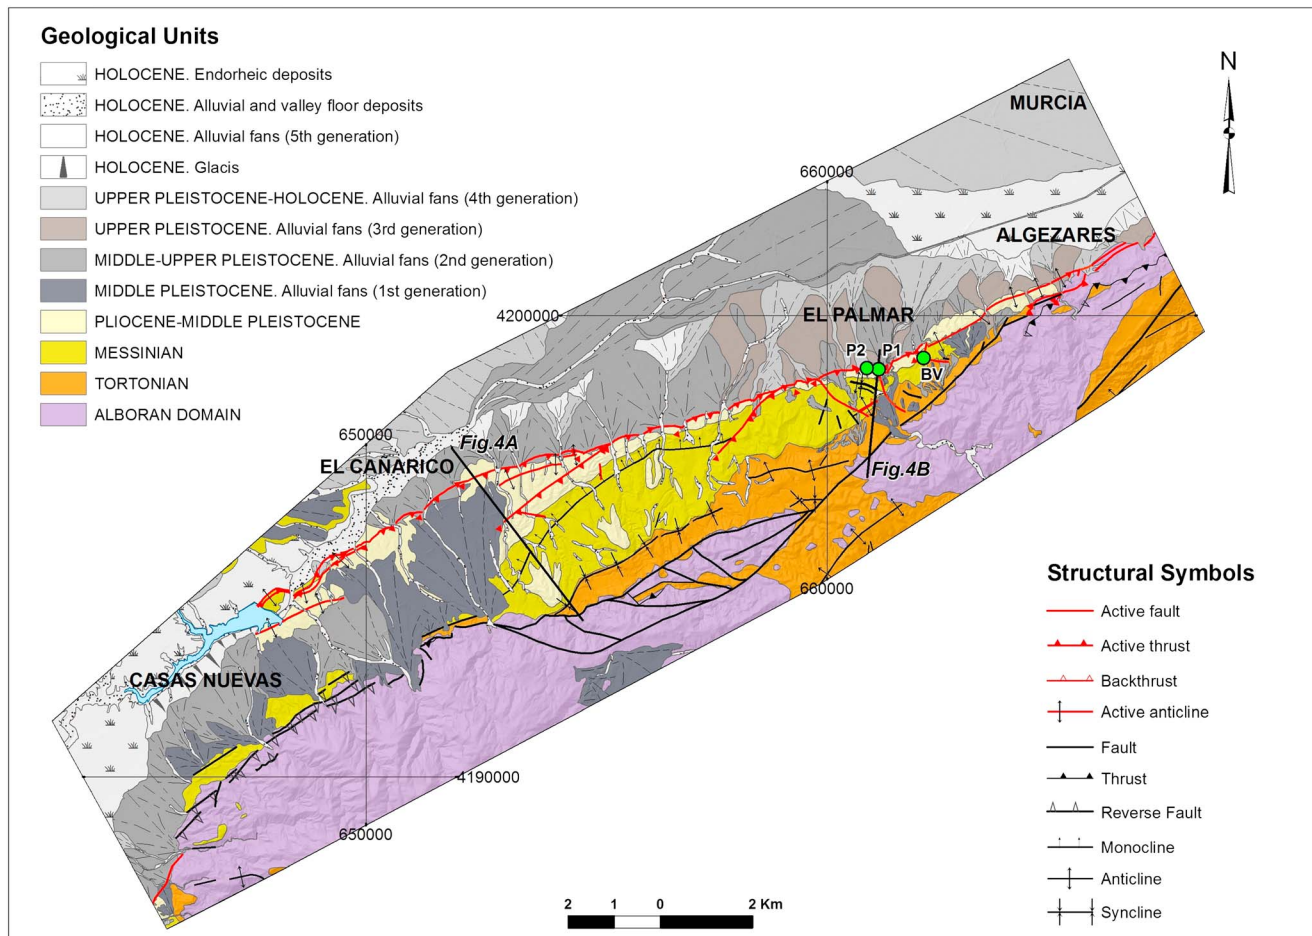 Geological Units
HOLOCENE. Endorheic deposits
HOLOCENE. Alluvial and valley floor deposits
HOLOCENE. Alluvial fans (5th generation)
HOLOCENE. Glacis
UPPER PLEISTOCENE-HOLOCENE. Alluvial fans (4th generation)
UPPER PLEISTOCENE. Alluvial fans (3rd generation)
MIDDLE-UPPER PLEISTOCENE. Alluvial fans (2nd generation)
MIDDLE PLEISTOCENE. Alluvial fans (1st generation)
PLIOCENE-MIDDLE PLEISTOCENE
MESSINIAN
TORTONIAN
ALBORAN DOMAIN
N
MURCIA
660000
ALGEZARES
4200000
EL PALMAR
P2
P1
BV
650000
Fig.4A
EL CAÑARICO
Fig.4B
660000
CASAS NUEVAS
4190000
650000
Structural Symbols
Active fault
Active thrust
Backthrust
Active anticline
Fault
Thrust
Reverse Fault
Monocline
Anticline
Syncline
2 1 0 2 Km